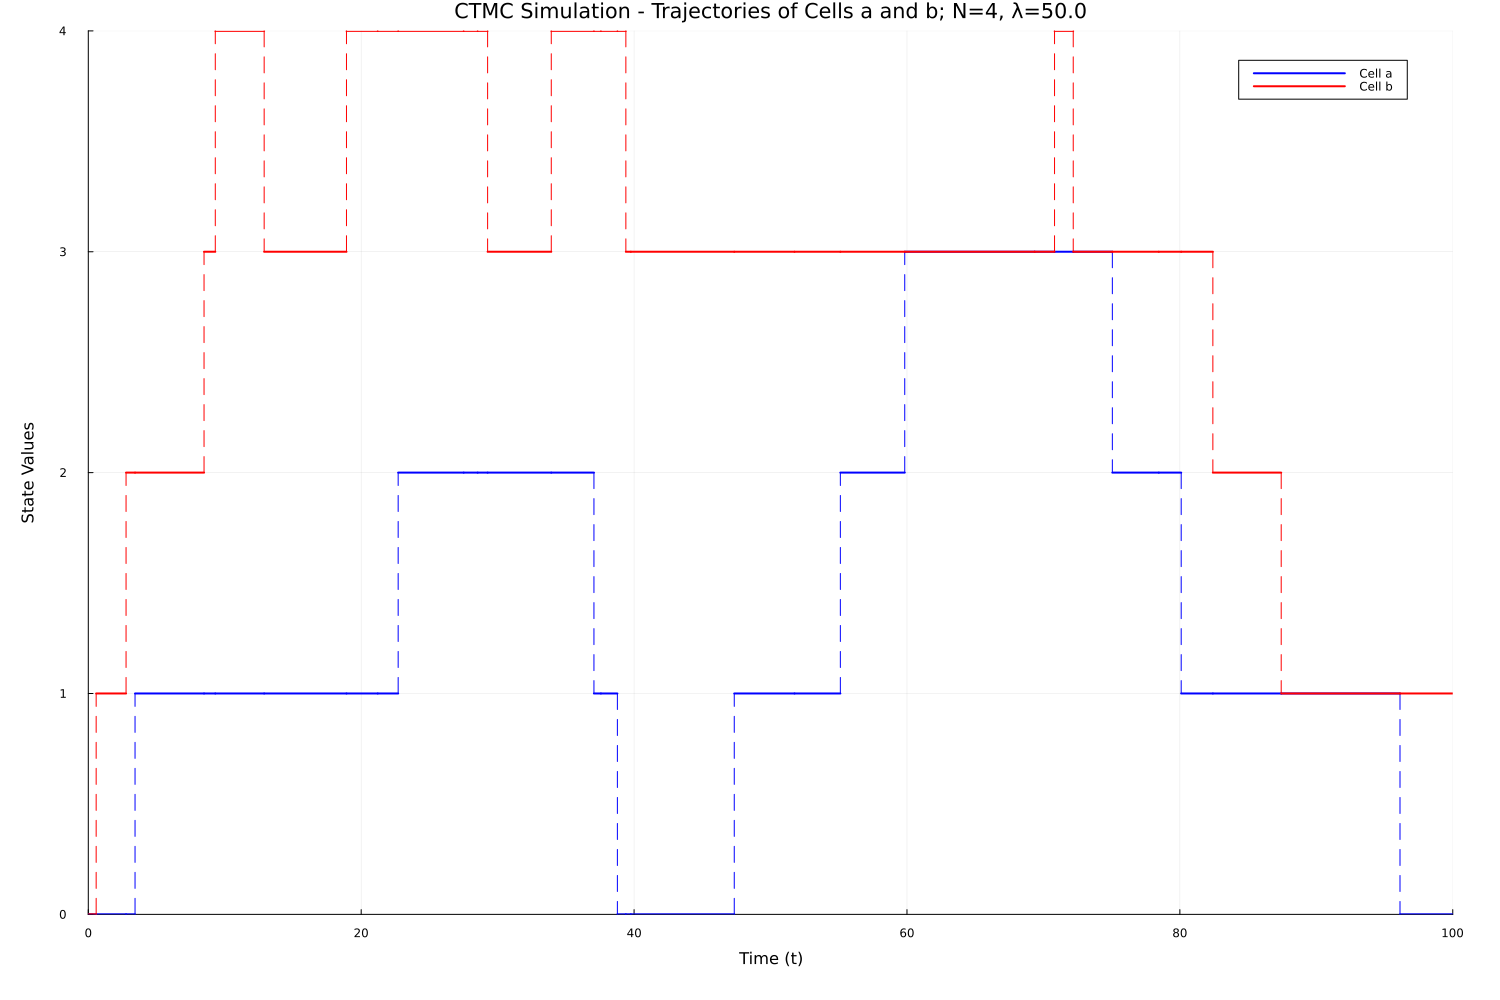 CTMC Simulation - Trajectories of Cells a and b; N=4, λ=50.0
4
Cell a
Cell b
3
State Values
2
1
0
0 20 40 60 80 100
Time (t)